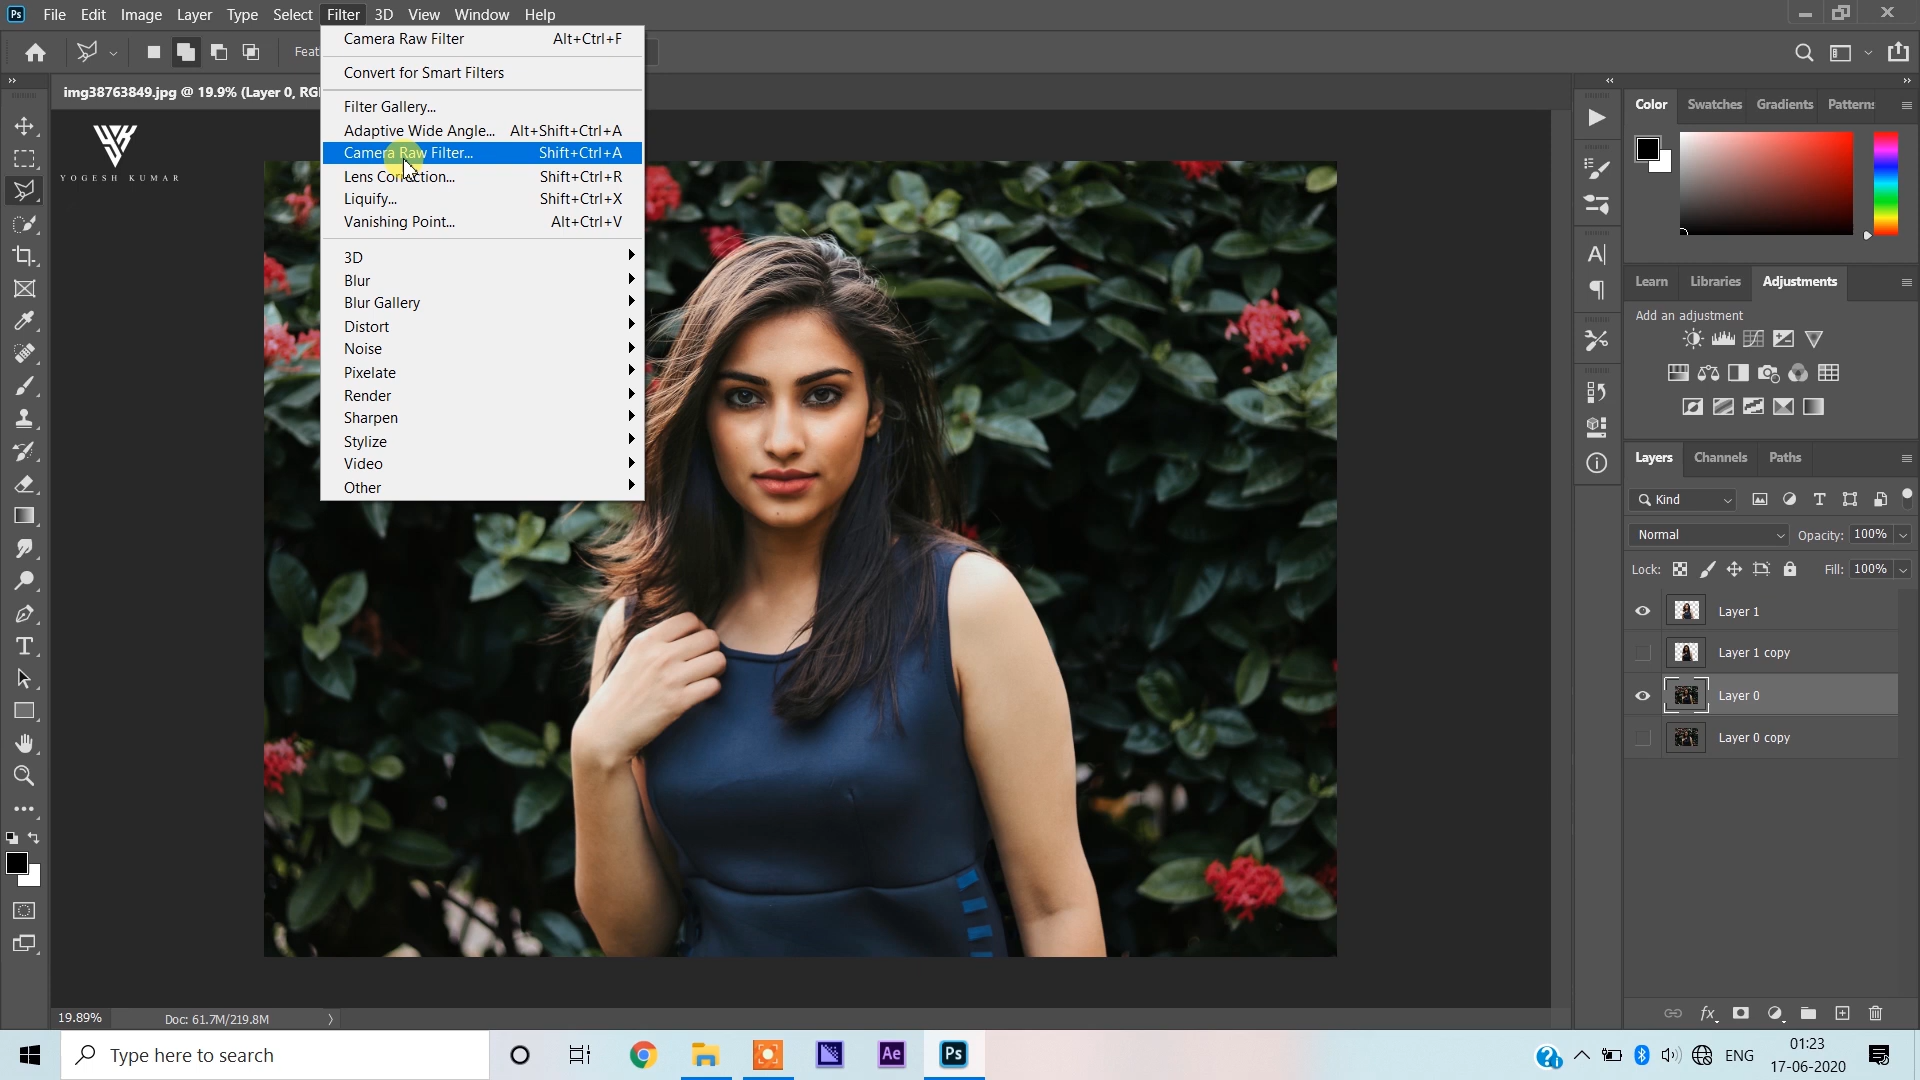 Ps File Edit Image Layer Type Select Filter 3D View Window Help
Camera Raw Filter Alt+Ctrl+F
Convert for Smart Filters
Filter Gallery...
Adaptive Wide Angle... Alt+Shift+Ctrl+A
Camera Raw Filter... Shift+Ctrl+A
Lens Correction... Shift+Ctrl+R
Liquify... Shift+Ctrl+X
Vanishing Point... Alt+Ctrl+V
3D
Blur
Blur Gallery
Distort
Noise
Pixelate
Render
Sharpen
Stylize
Video
Other
Feat
img38763849.jpg @ 19.9% (Layer 0, RG
YOGESH KUMAR
Color Swatches Gradients Patterns
Learn Libraries Adjustments
Add an adjustment
Layers Channels Paths
Kind
Normal Opacity: 100%
Lock: Fill: 100%
Layer 1
Layer 1 copy
Layer 0
Layer 0 copy
fx
19.89% Doc: 61.7M/219.8M
Type here to search
Ae Ps
ENG
01:23
17-06-2020